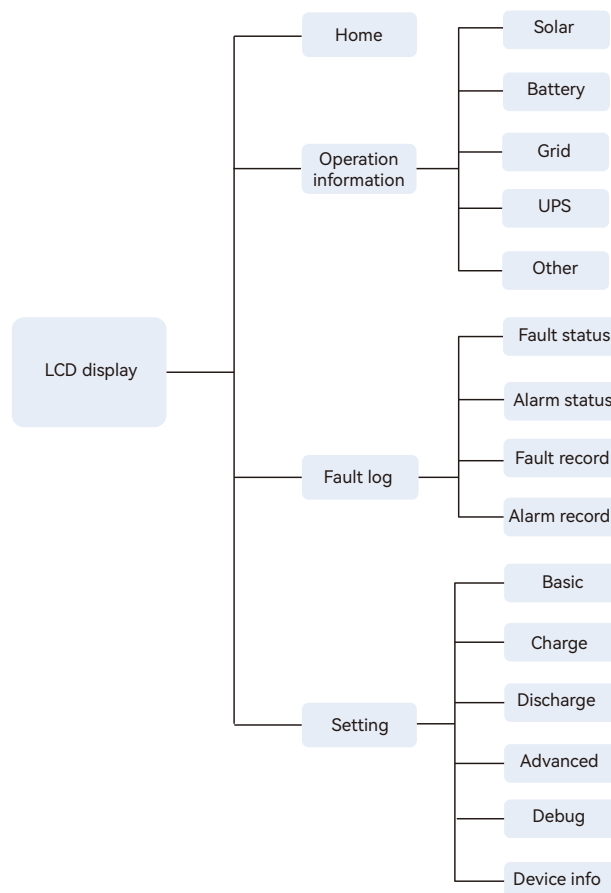 Home
Solar
Battery
Operation
information
Grid
UPS
Other
LCD display
Fault status
Alarm status
Fault log
Fault record
Alarm record
Basic
Charge
Setting
Discharge
Advanced
Debug
Device info